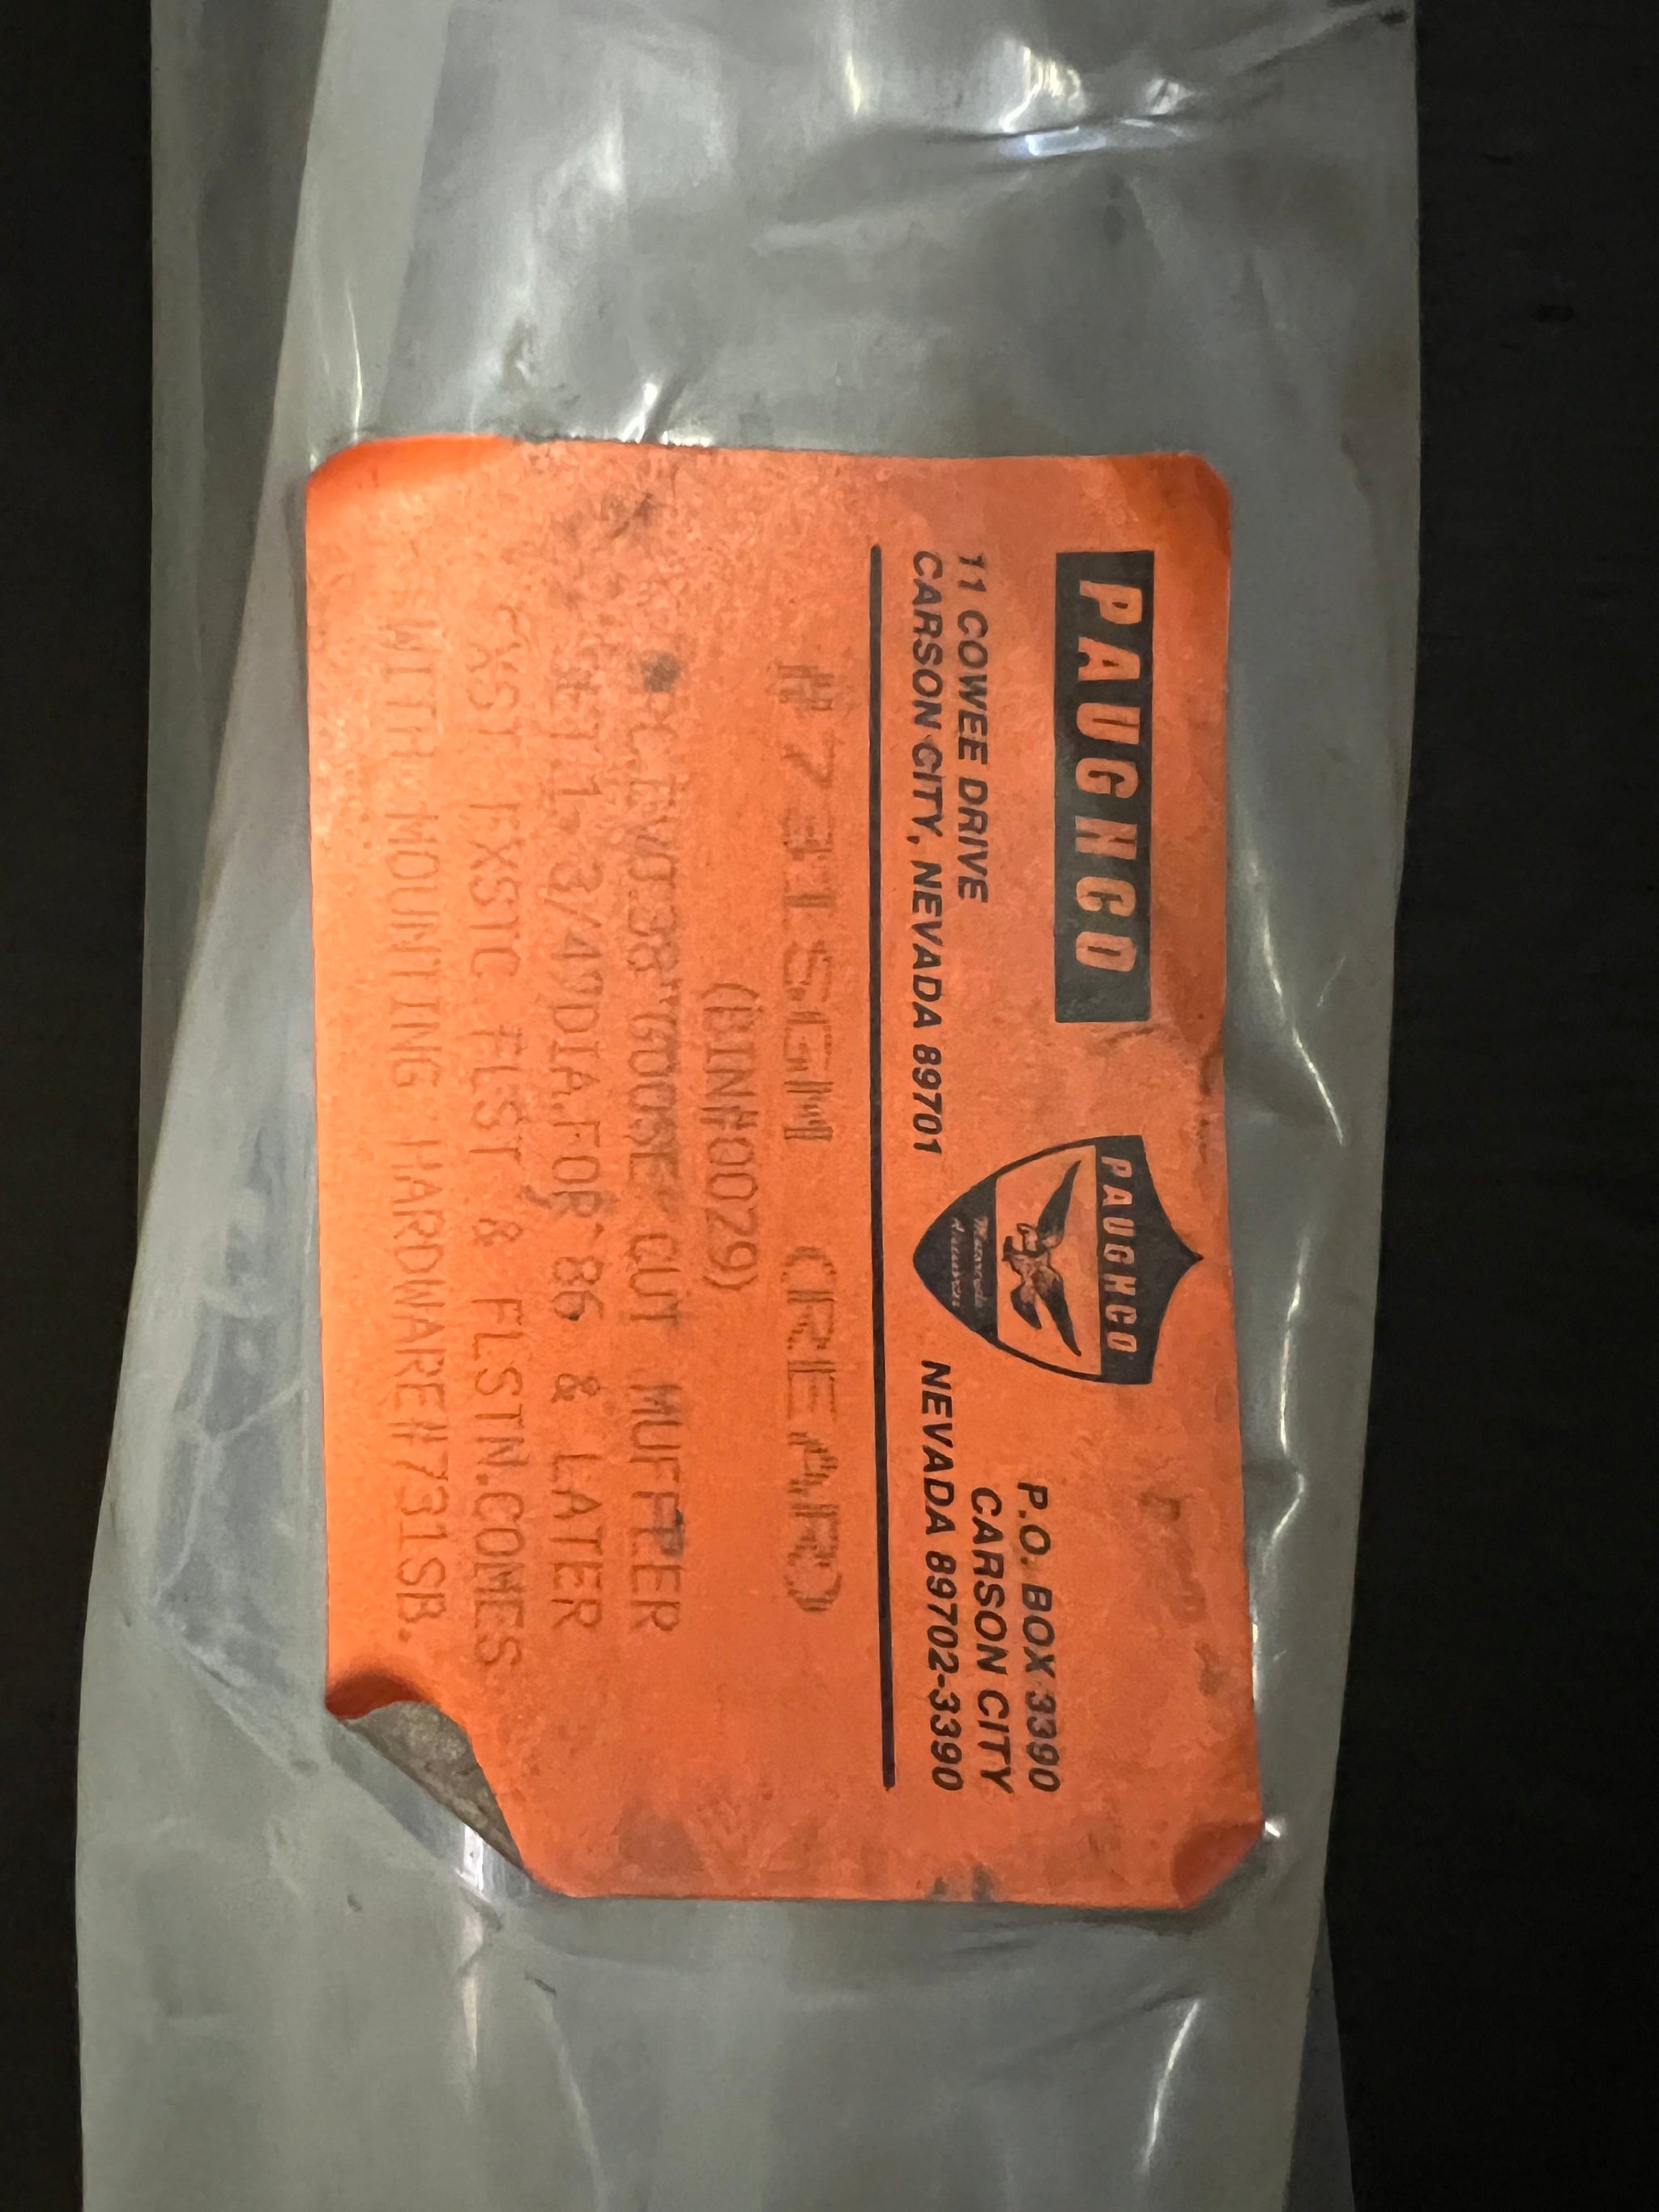 PAUGHCO
11 COWEE DRIVE
CARSON CITY, NEVADA 89701
PAUGHCO
P.O. BOX 3390
CARSON CITY
NEVADA 89702-3390
#731SGM (REAR)
(BIN#0029)
EVO.38" GOOSE CUT MUFFLER
1-3/4"DIA.FOR '86 & LATER
FXST FXSTC FLST & FLSTN.COMES
WITH MOUNTING HARDWARE#731SB.